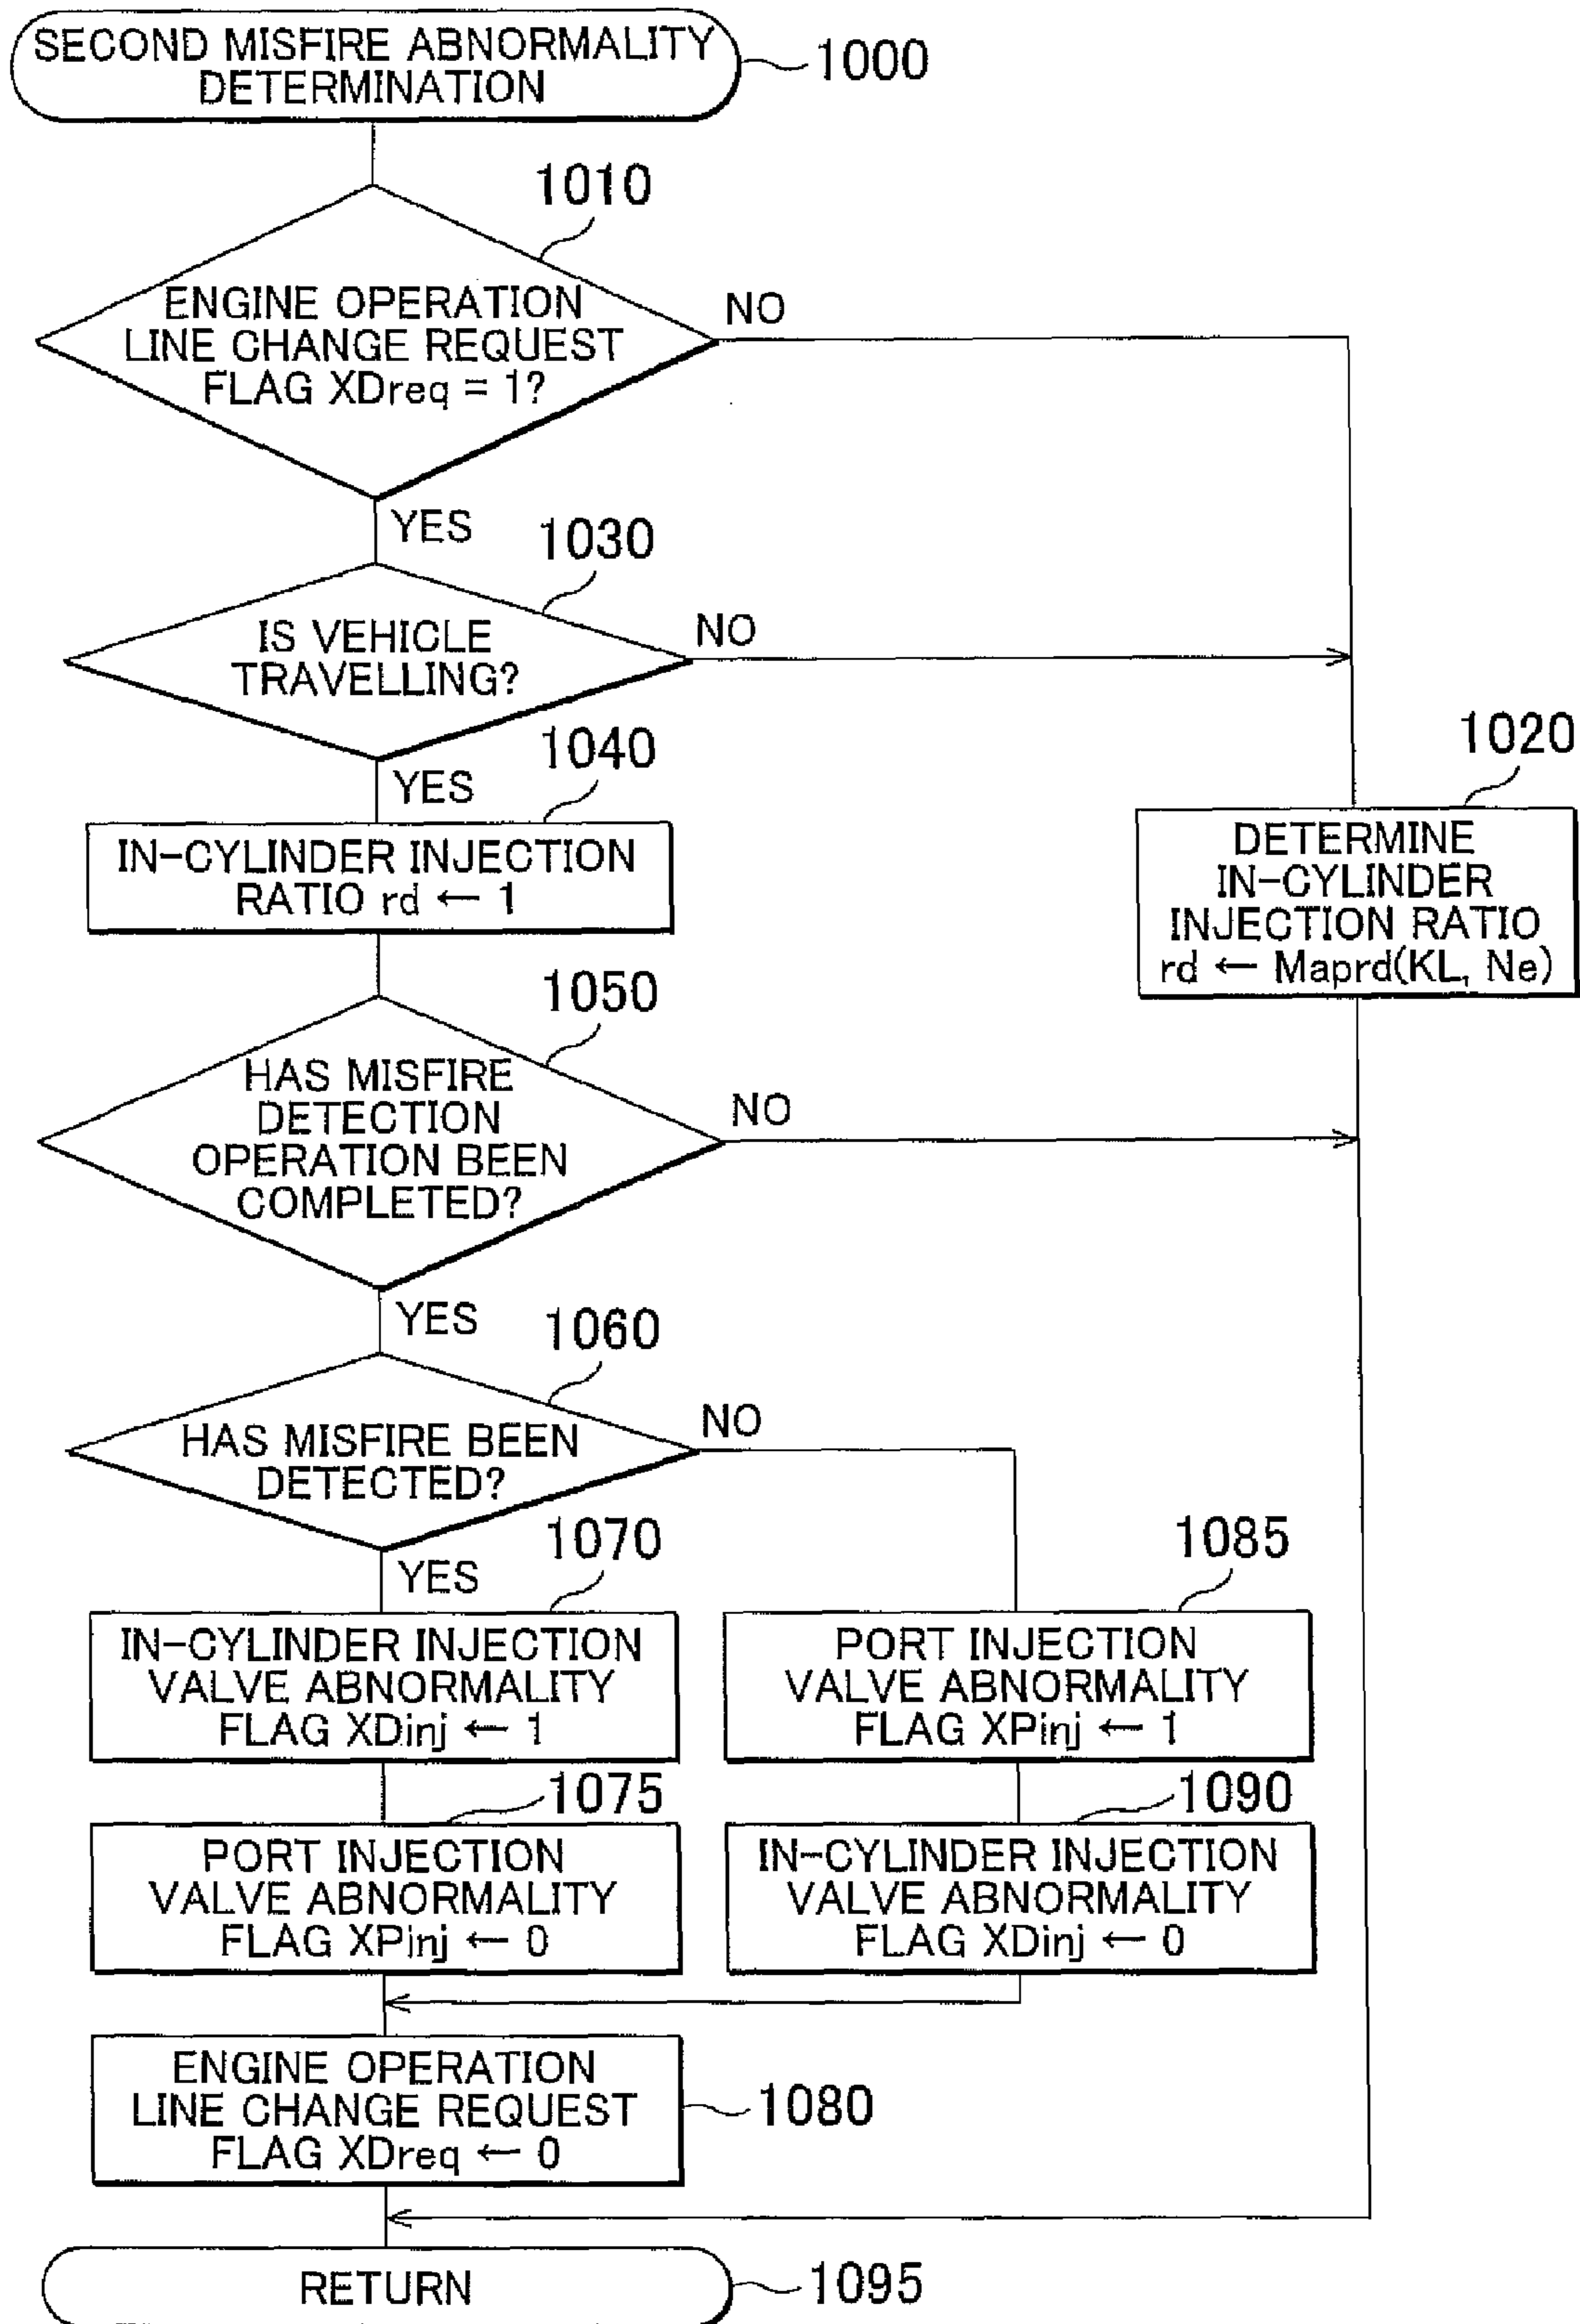 SECOND MISFIRE ABNORMALITY
DETERMINATION
1000
1010
ENGINE OPERATION
LINE CHANGE REQUEST
FLAG XDreq = 1?
NO
YES
1030
IS VEHICLE
TRAVELLING?
NO
YES
1040
IN-CYLINDER INJECTION
RATIO rd ← 1
1020
DETERMINE
IN-CYLINDER
INJECTION RATIO
rd ← Maprd(KL, Ne)
1050
HAS MISFIRE
DETECTION
OPERATION BEEN
COMPLETED?
NO
YES
1060
HAS MISFIRE BEEN
DETECTED?
NO
YES
1070
IN-CYLINDER INJECTION
VALVE ABNORMALITY
FLAG XDinj ← 1
1085
PORT INJECTION
VALVE ABNORMALITY
FLAG XPinj ← 1
1075
PORT INJECTION
VALVE ABNORMALITY
FLAG XPinj ← 0
1090
IN-CYLINDER INJECTION
VALVE ABNORMALITY
FLAG XDinj ← 0
ENGINE OPERATION
LINE CHANGE REQUEST
FLAG XDreq ← 0
1080
RETURN
1095